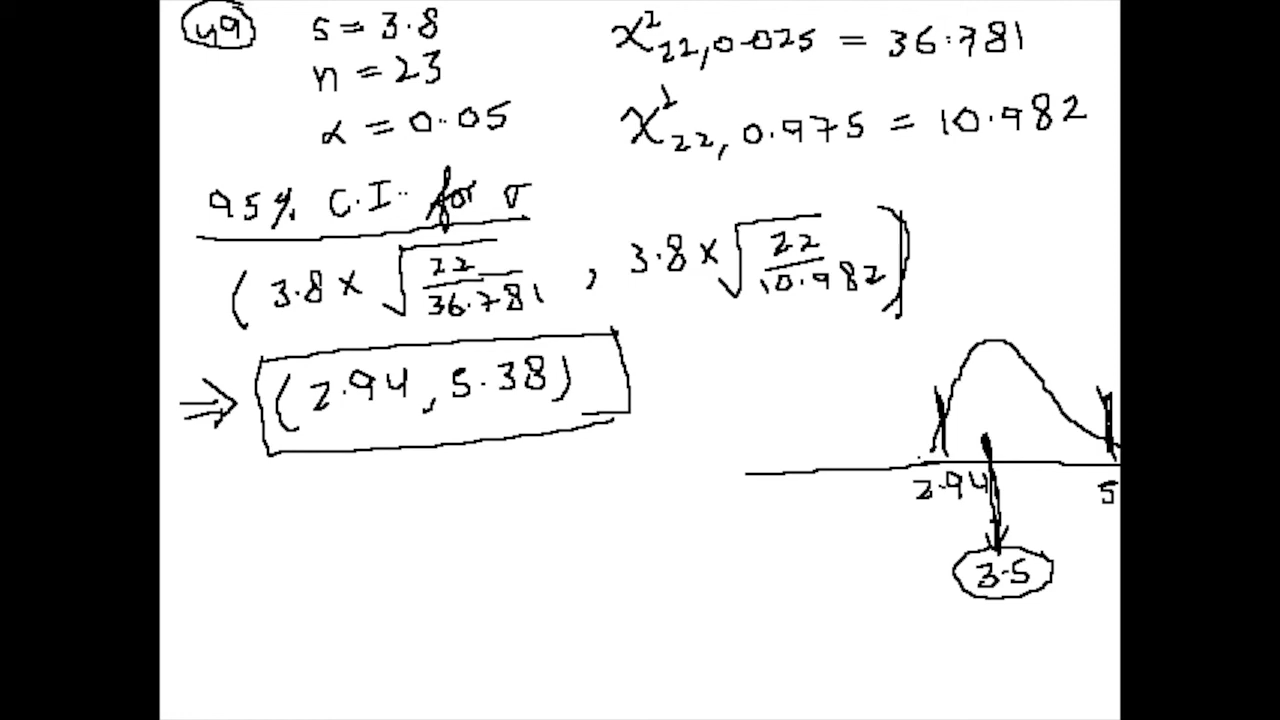 49
s = 3.8
n = 23
α = 0.05
χ²₂₂,₀.₀₂₅ = 36.781
χ²₂₂,₀.₉₇₅ = 10.982
95% C.I. for σ
(3.8 × √(22/36.781), 3.8 × √(22/10.982))
⇒ (2.94, 5.38)
2.94
5
3.5